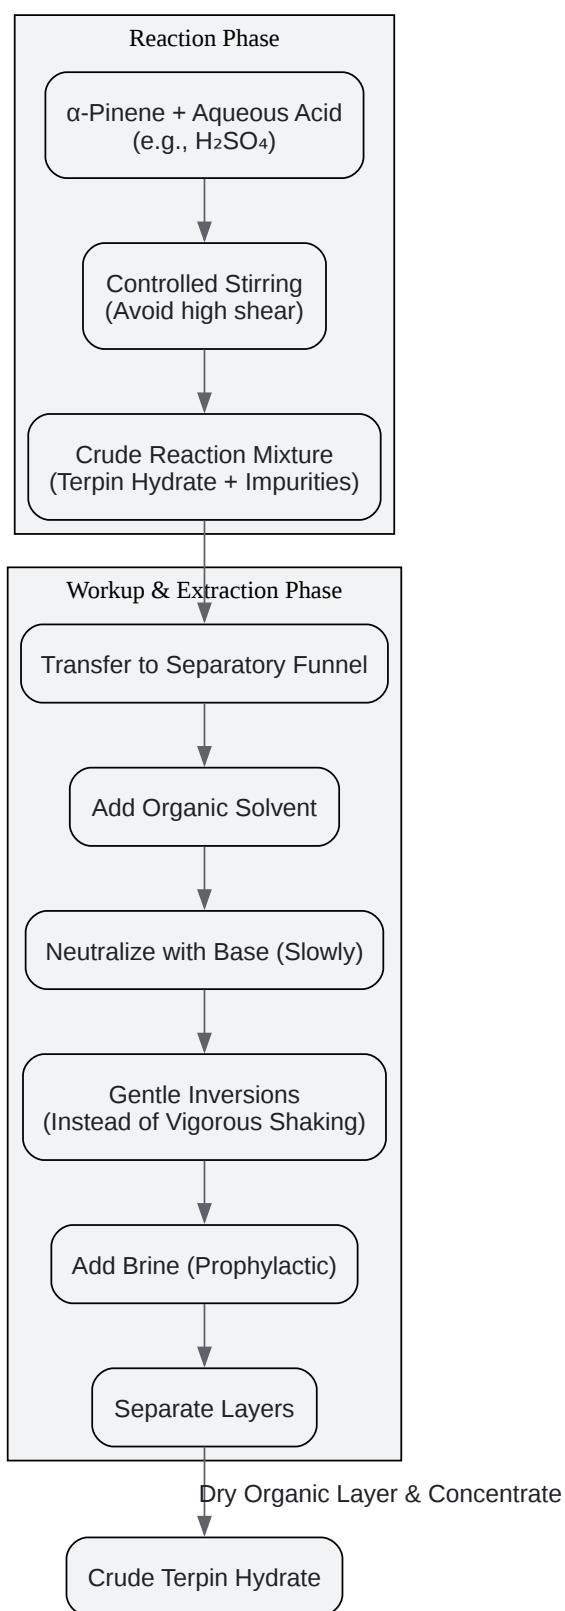 Reaction Phase
α-Pinene + Aqueous Acid
(e.g., H₂SO₄)
Controlled Stirring
(Avoid high shear)
Crude Reaction Mixture
(Terpin Hydrate + Impurities)
Workup & Extraction Phase
Transfer to Separatory Funnel
Add Organic Solvent
Neutralize with Base (Slowly)
Gentle Inversions
(Instead of Vigorous Shaking)
Add Brine (Prophylactic)
Separate Layers
Dry Organic Layer & Concentrate
Crude Terpin Hydrate